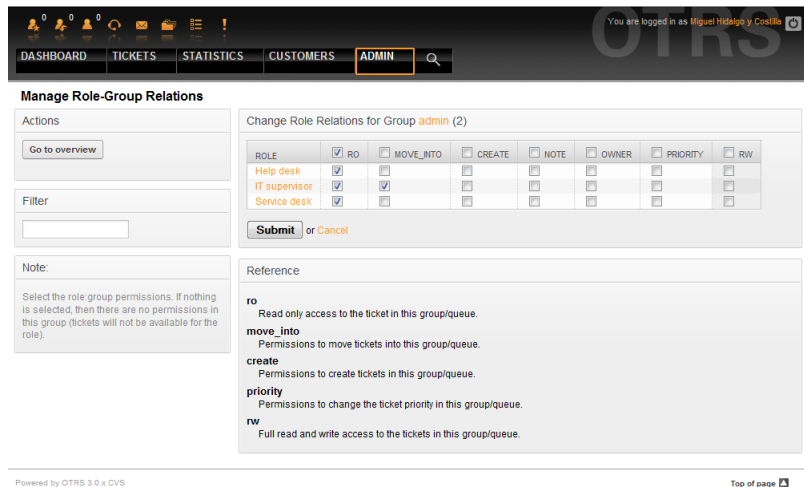 0 0 0
You are logged in as Miguel Hidalgo y Costilla
OTRS
DASHBOARD TICKETS STATISTICS CUSTOMERS ADMIN
Manage Role-Group Relations
Actions
Go to overview
Filter
Note:
Select the role:group permissions. If nothing
is selected, then there are no permissions in
this group (tickets will not be available for the
role).
Change Role Relations for Group admin (2)
ROLE RO MOVE_INTO CREATE NOTE OWNER PRIORITY RW
Help desk
IT supervisor
Service desk
Submit or Cancel
Reference
ro
Read only access to the ticket in this group/queue.
move_into
Permissions to move tickets into this group/queue.
create
Permissions to create tickets in this group/queue.
priority
Permissions to change the ticket priority in this group/queue.
rw
Full read and write access to the tickets in this group/queue.
Powered by OTRS 3.0.x CVS
Top of page